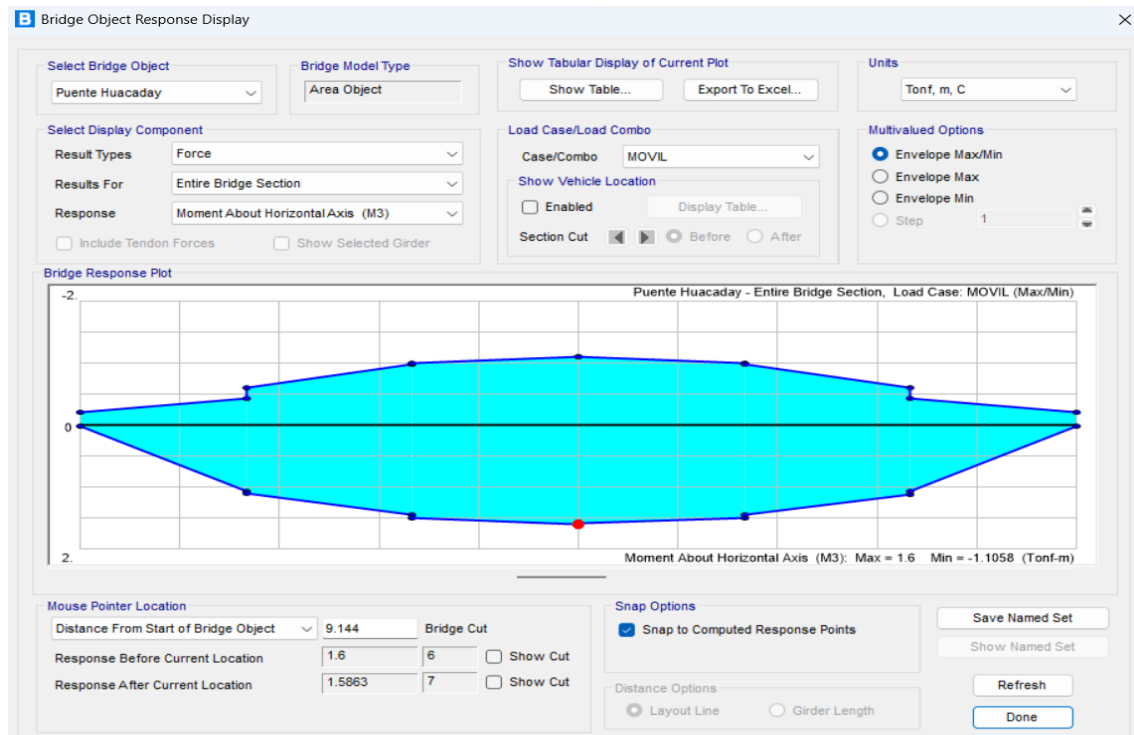 B Bridge Object Response Display
Select Bridge Object
Puente Huacaday
Bridge Model Type
Area Object
Show Tabular Display of Current Plot
Show Table...
Export To Excel...
Units
Tonf, m, C
Select Display Component
Result Types
Force
Results For
Entire Bridge Section
Response
Moment About Horizontal Axis (M3)
Include Tendon Forces
Show Selected Girder
Load Case/Load Combo
Case/Combo
MOVIL
Show Vehicle Location
Enabled
Display Table...
Section Cut
Before
After
Multivalued Options
Envelope Max/Min
Envelope Max
Envelope Min
Step
1
Bridge Response Plot
-2.
Puente Huacaday - Entire Bridge Section, Load Case: MOVIL (Max/Min)
0
2.
Moment About Horizontal Axis (M3): Max = 1.6 Min = -1.1058 (Tonf-m)
Mouse Pointer Location
Distance From Start of Bridge Object
9.144
Bridge Cut
Response Before Current Location
1.6
6
Show Cut
Response After Current Location
1.5863
7
Show Cut
Snap Options
Snap to Computed Response Points
Distance Options
Layout Line
Girder Length
Save Named Set
Show Named Set
Refresh
Done